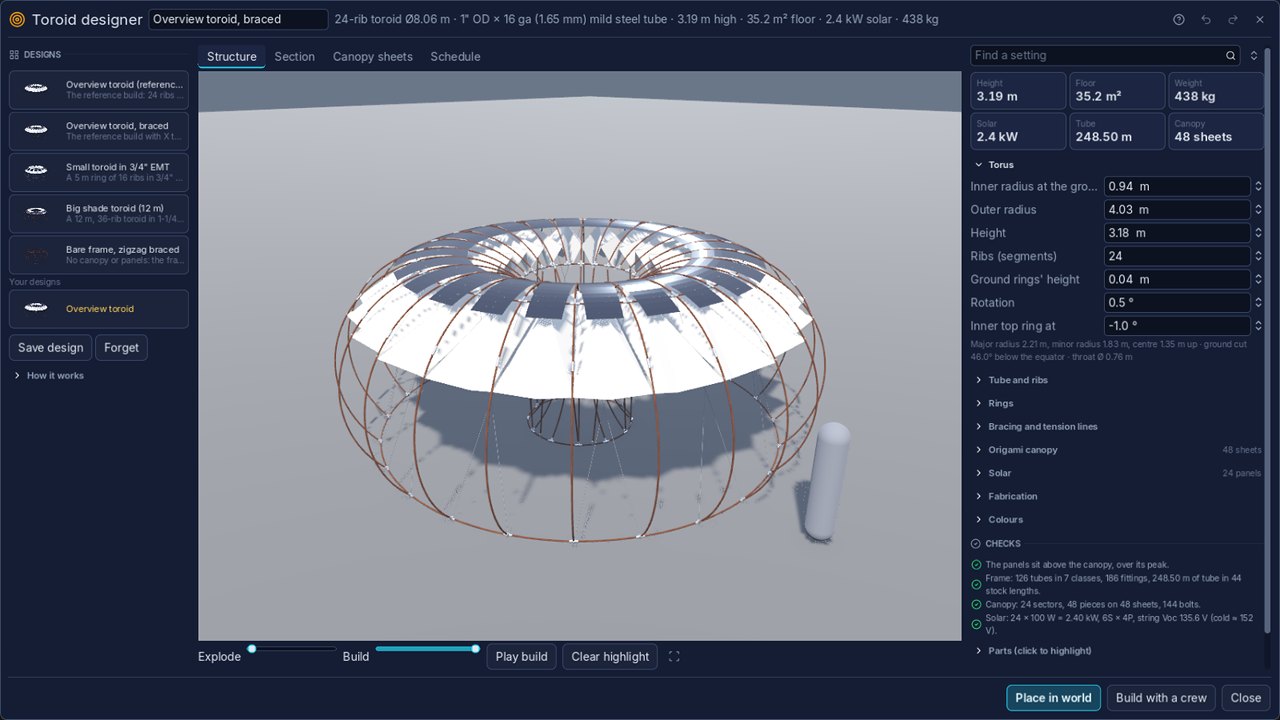 Toroid designer
Overview toroid, braced
24-rib toroid Ø8.06 m · 1" OD × 16 ga (1.65 mm) mild steel tube · 3.19 m high · 35.2 m² floor · 2.4 kW solar · 438 kg
DESIGNS
Overview toroid (referenc...
The reference build: 24 ribs ...
Overview toroid, braced
The reference build with X t...
Small toroid in 3/4" EMT
A 5 m ring of 16 ribs in 3/4" ...
Big shade toroid (12 m)
A 12 m, 36-rib toroid in 1-1/4...
Bare frame, zigzag braced
No canopy or panels: the fra...
Your designs
Overview toroid
Save design
Forget
How it works
Structure
Section
Canopy sheets
Schedule
Explode
Build
Play build
Clear highlight
Find a setting
Height
3.19 m
Floor
35.2 m²
Weight
438 kg
Solar
2.4 kW
Tube
248.50 m
Canopy
48 sheets
Torus
Inner radius at the gro... 0.94 m
Outer radius 4.03 m
Height 3.18 m
Ribs (segments) 24
Ground rings' height 0.04 m
Rotation 0.5 °
Inner top ring at -1.0 °
Major radius 2.21 m, minor radius 1.83 m, centre 1.35 m up · ground cut
46.0° below the equator · throat Ø 0.76 m
Tube and ribs
Rings
Bracing and tension lines
Origami canopy 48 sheets
Solar 24 panels
Fabrication
Colours
CHECKS
The panels sit above the canopy, over its peak.
Frame: 126 tubes in 7 classes, 186 fittings, 248.50 m of tube in 44
stock lengths.
Canopy: 24 sectors, 48 pieces on 48 sheets, 144 bolts.
Solar: 24 × 100 W = 2.40 kW, 6S × 4P, string Voc 135.6 V (cold ≈ 152
V).
Parts (click to highlight)
Place in world
Build with a crew
Close